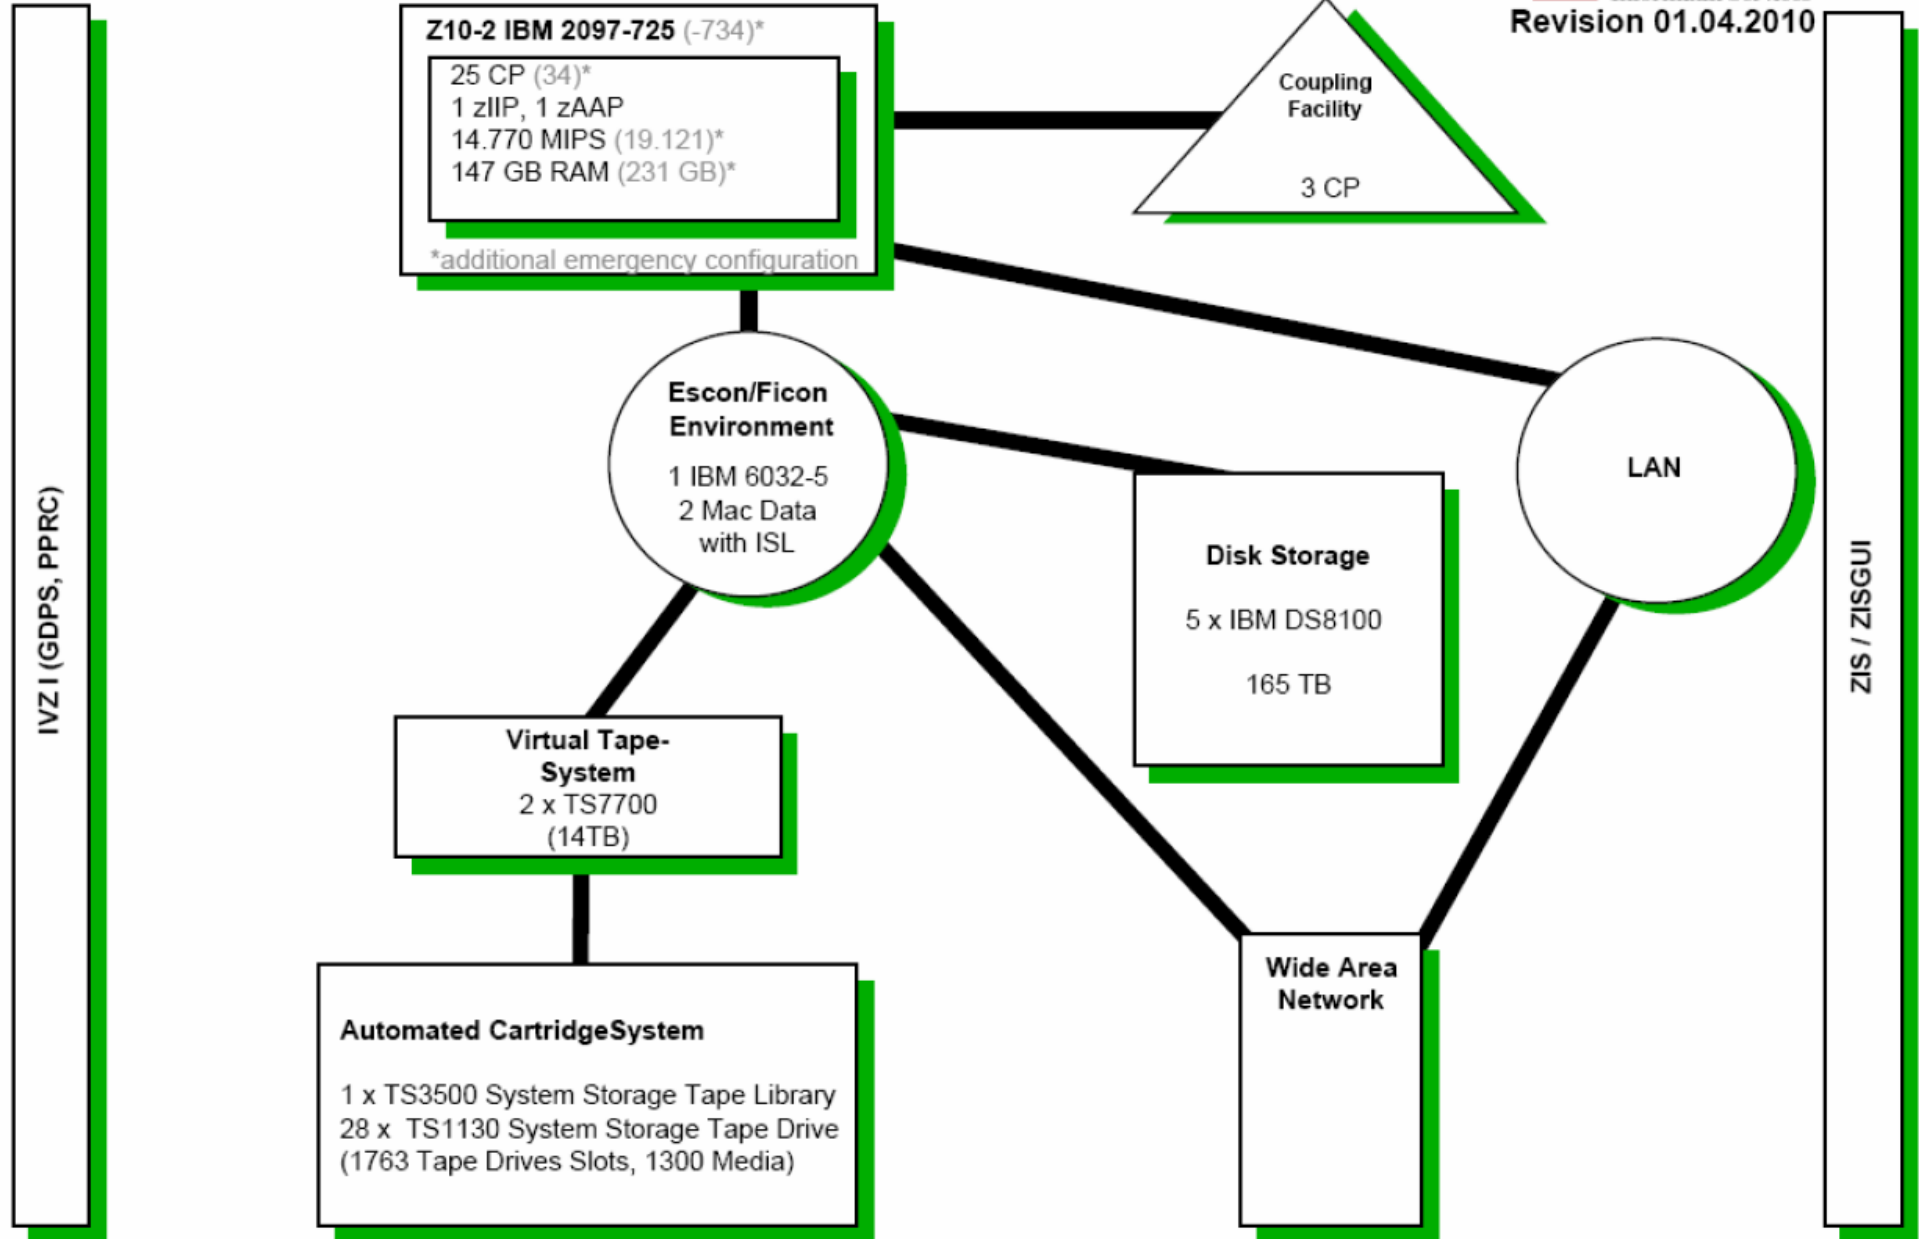 Revision 01.04.2010
Z10-2 IBM 2097-725 (-734)*
25 CP (34)*
1 zIIP, 1 zAAP
14.770 MIPS (19.121)*
147 GB RAM (231 GB)*
*additional emergency configuration
Coupling
Facility
3 CP
Escon/Ficon
Environment
1 IBM 6032-5
2 Mac Data
with ISL
LAN
Disk Storage
5 x IBM DS8100
165 TB
IVZ I (GDPS, PPRC)
ZIS / ZISGUI
Virtual Tape-
System
2 x TS7700
(14TB)
Wide Area
Network
Automated CartridgeSystem
1 x TS3500 System Storage Tape Library
28 x  TS1130 System Storage Tape Drive
(1763 Tape Drives Slots, 1300 Media)